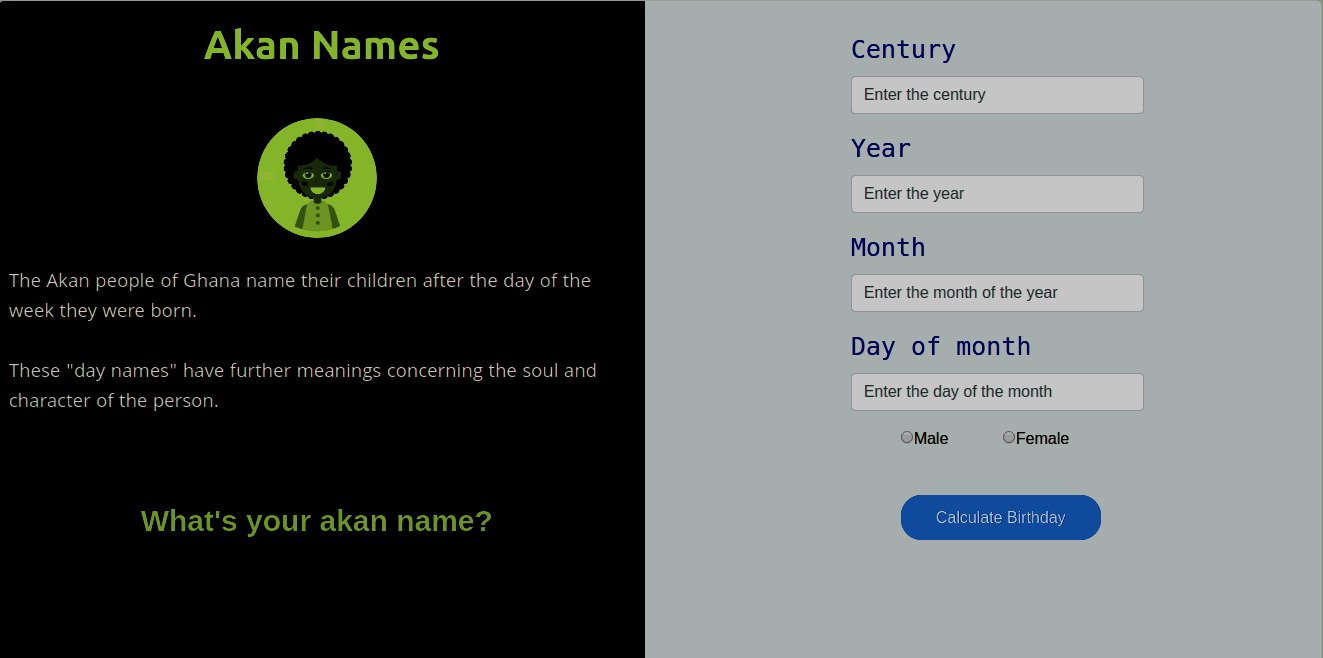 Akan Names
The Akan people of Ghana name their children after the day of the
week they were born.
These "day names" have further meanings concerning the soul and
character of the person.
What's your akan name?
Century
Enter the century
Year
Enter the year
Month
Enter the month of the year
Day of month
Enter the day of the month
Male Female
Calculate Birthday